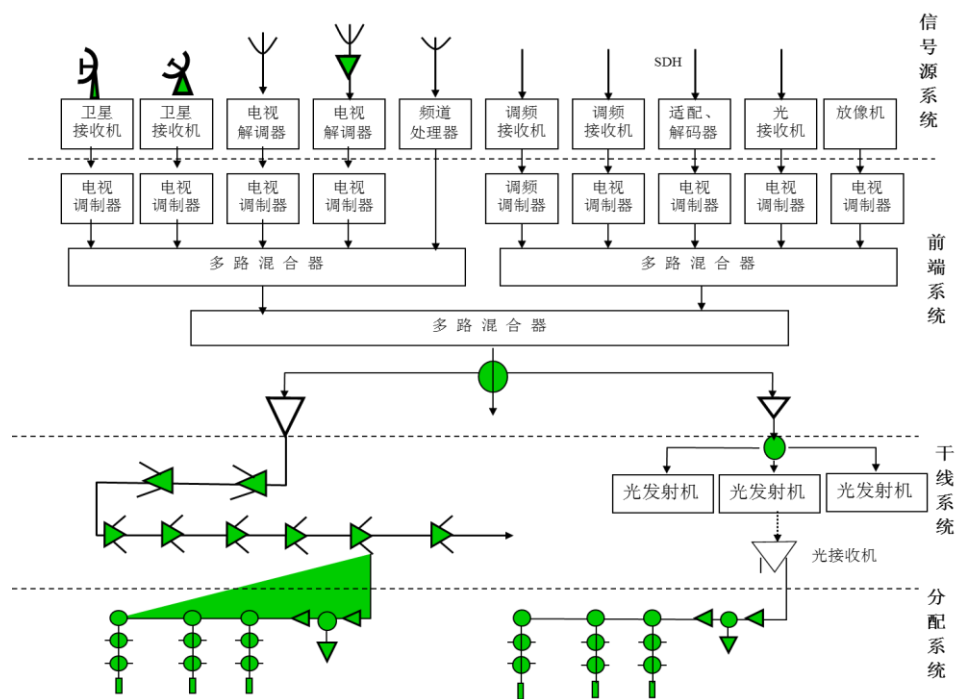 信号源系统
SDH
卫星
接收机
卫星
接收机
电视
解调器
电视
解调器
频道
处理器
调频
接收机
调频
接收机
适配、
解码器
光
接收机
放像机
电视
调制器
电视
调制器
电视
调制器
电视
调制器
调频
调制器
电视
调制器
电视
调制器
电视
调制器
电视
调制器
前端系统
多路混合器
多路混合器
多路混合器
干线系统
光发射机
光发射机
光发射机
光接收机
分配系统